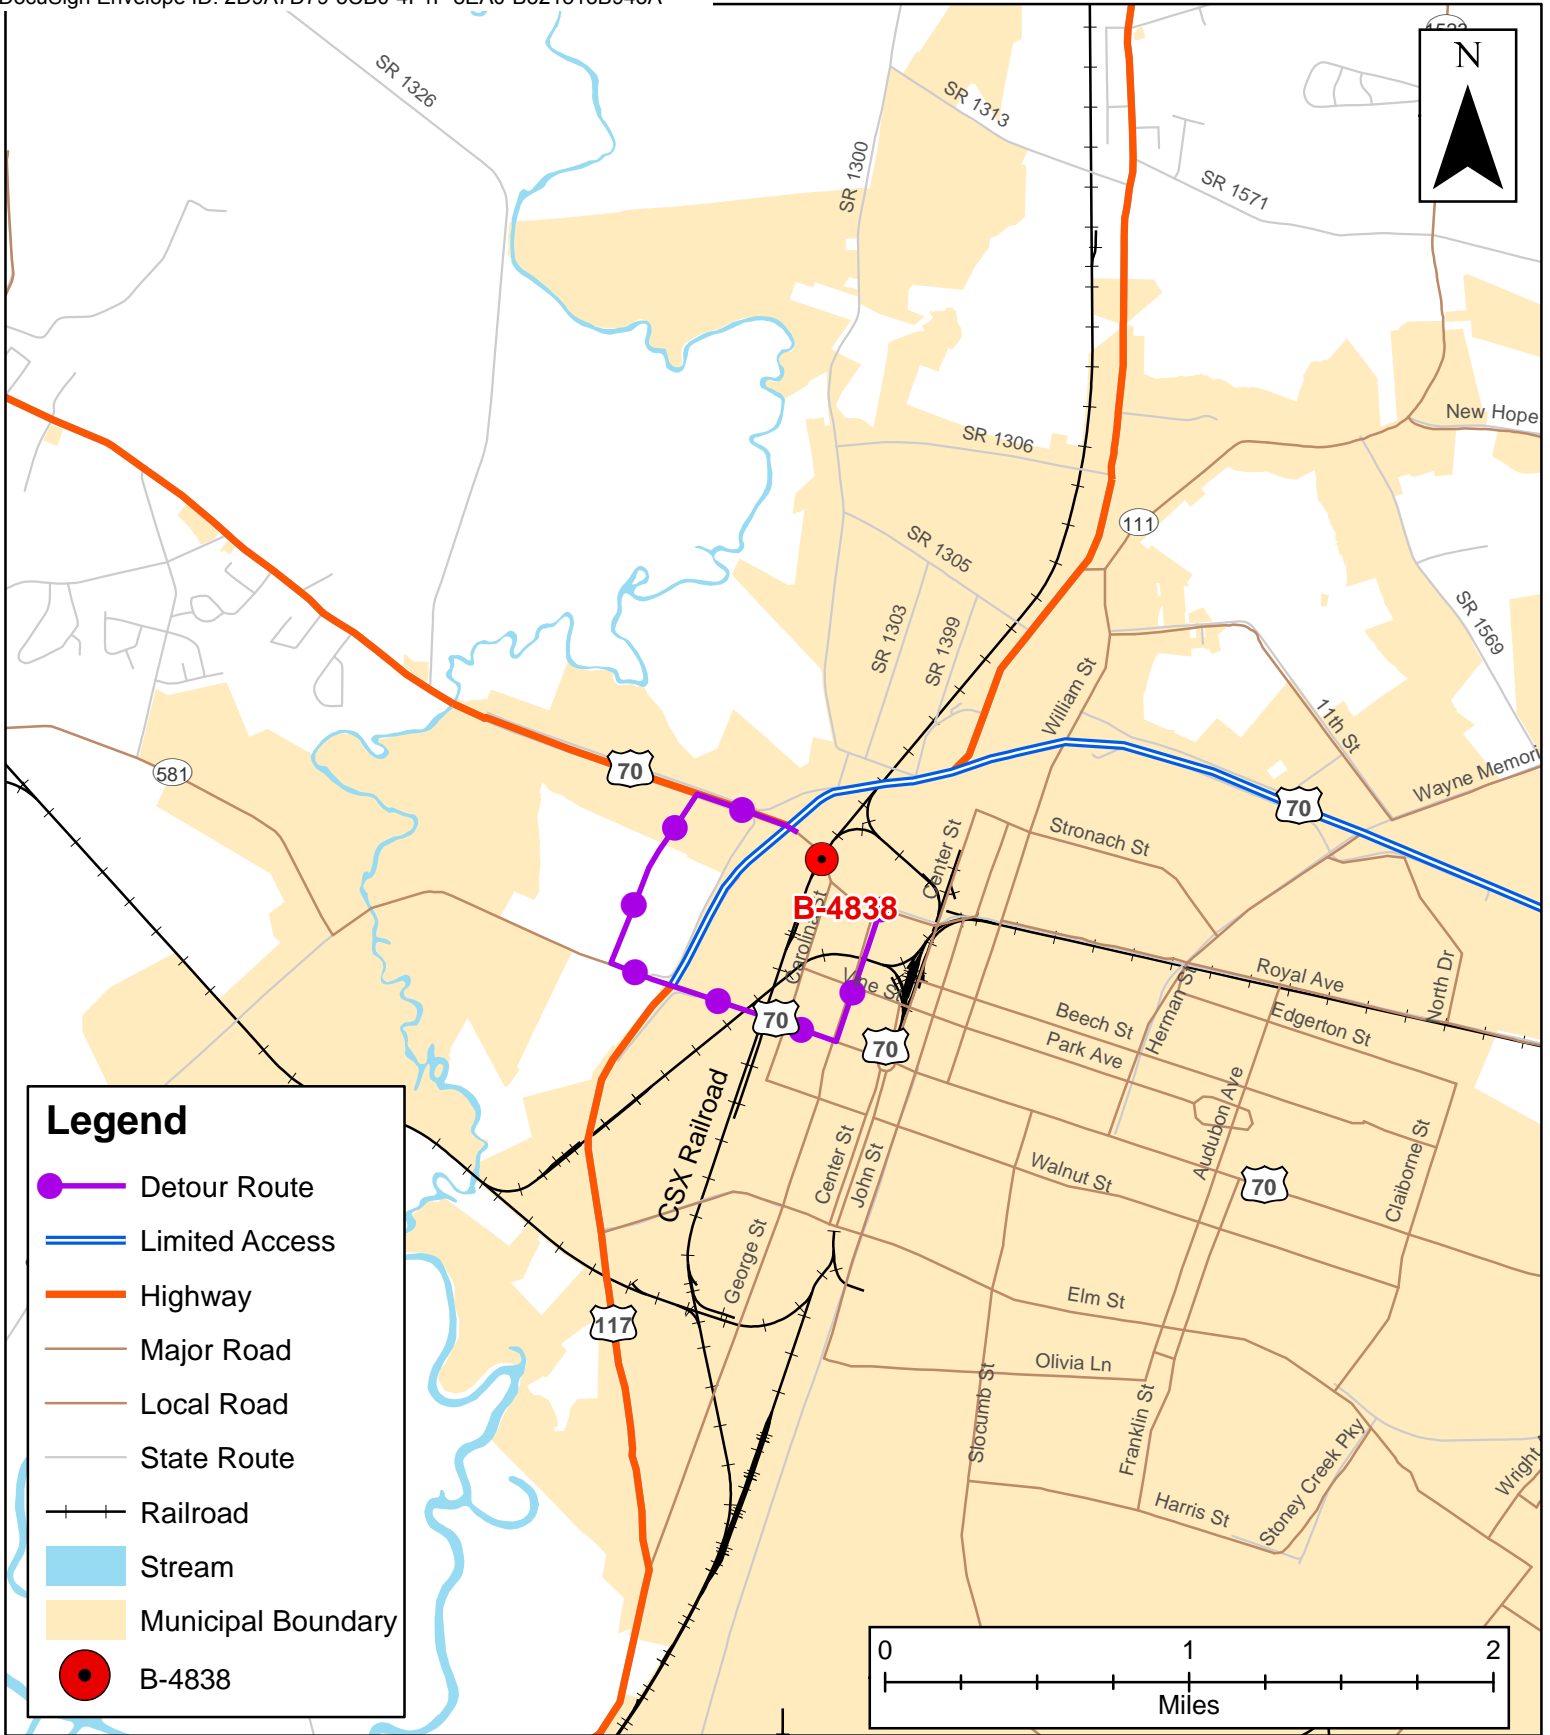 SR 1326
SR 1313
SR 1300
SR 1571
N
New Hope
SR 1306
111
SR 1305
SR 1303
SR 1399
SR 1569
William St
11th St
581
70
70
Wayne Memori
Stronach St
Center St
B-4838
Carolina St
Royal Ave
North Dr
Herman St
Edgerton St
Beech St
Park Ave
70
70
Audubon Ave
CSX Railroad
Center St
John St
Walnut St
70
Claiborne St
George St
Elm St
117
Olivia Ln
Slocumb St
Franklin St
Stoney Creek Pky
Harris St
Wright
Legend
Detour Route
Limited Access
Highway
Major Road
Local Road
State Route
Railroad
Stream
Municipal Boundary
B-4838
0 1 2
Miles